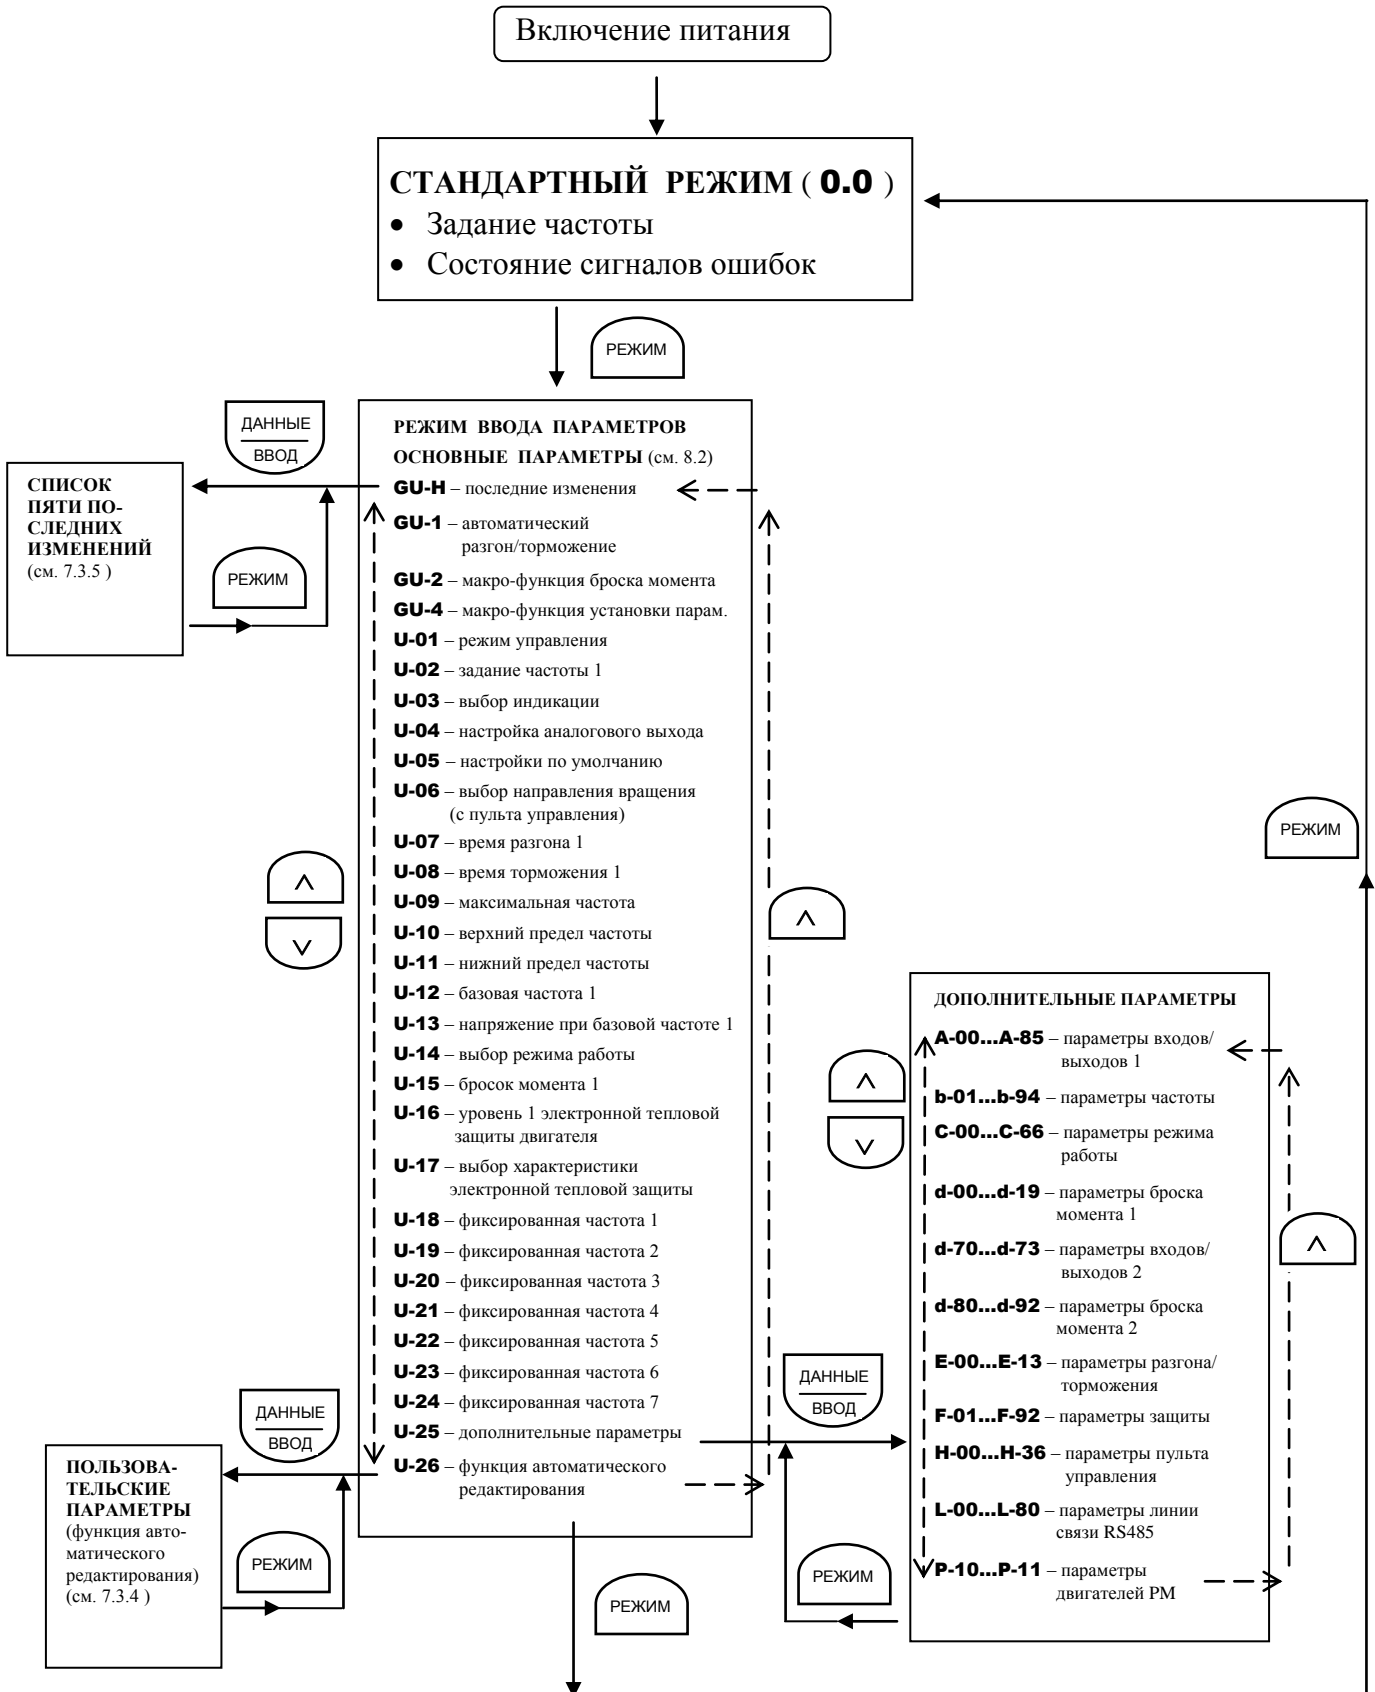 Включение питания
СТАНДАРТНЫЙ РЕЖИМ ( 0.0 )
• Задание частоты
• Состояние сигналов ошибок
РЕЖИМ
ДАННЫЕ
ВВОД
СПИСОК
ПЯТИ ПО-
СЛЕДНИХ
ИЗМЕНЕНИЙ
(см. 7.3.5 )
РЕЖИМ
РЕЖИМ ВВОДА ПАРАМЕТРОВ
ОСНОВНЫЕ ПАРАМЕТРЫ (см. 8.2)
GU-H – последние изменения
GU-1 – автоматический
разгон/торможение
GU-2 – макро-функция броска момента
GU-4 – макро-функция установки парам.
U-01 – режим управления
U-02 – задание частоты 1
U-03 – выбор индикации
U-04 – настройка аналогового выхода
U-05 – настройки по умолчанию
U-06 – выбор направления вращения
(с пульта управления)
U-07 – время разгона 1
U-08 – время торможения 1
U-09 – максимальная частота
U-10 – верхний предел частоты
U-11 – нижний предел частоты
U-12 – базовая частота 1
U-13 – напряжение при базовой частоте 1
U-14 – выбор режима работы
U-15 – бросок момента 1
U-16 – уровень 1 электронной тепловой
защиты двигателя
U-17 – выбор характеристики
электронной тепловой защиты
U-18 – фиксированная частота 1
U-19 – фиксированная частота 2
U-20 – фиксированная частота 3
U-21 – фиксированная частота 4
U-22 – фиксированная частота 5
U-23 – фиксированная частота 6
U-24 – фиксированная частота 7
U-25 – дополнительные параметры
U-26 – функция автоматического
редактирования
ДАННЫЕ
ВВОД
ПОЛЬЗОВА-
ТЕЛЬСКИЕ
ПАРАМЕТРЫ
(функция авто-
матического
редактирования)
(см. 7.3.4 )
РЕЖИМ
РЕЖИМ
ДАННЫЕ
ВВОД
РЕЖИМ
РЕЖИМ
ДОПОЛНИТЕЛЬНЫЕ ПАРАМЕТРЫ
A-00...A-85 – параметры входов/
выходов 1
b-01...b-94 – параметры частоты
C-00...C-66 – параметры режима
работы
d-00...d-19 – параметры броска
момента 1
d-70...d-73 – параметры входов/
выходов 2
d-80...d-92 – параметры броска
момента 2
E-00...E-13 – параметры разгона/
торможения
F-01...F-92 – параметры защиты
H-00...H-36 – параметры пульта
управления
L-00...L-80 – параметры линии
связи RS485
P-10...P-11 – параметры
двигателей PM